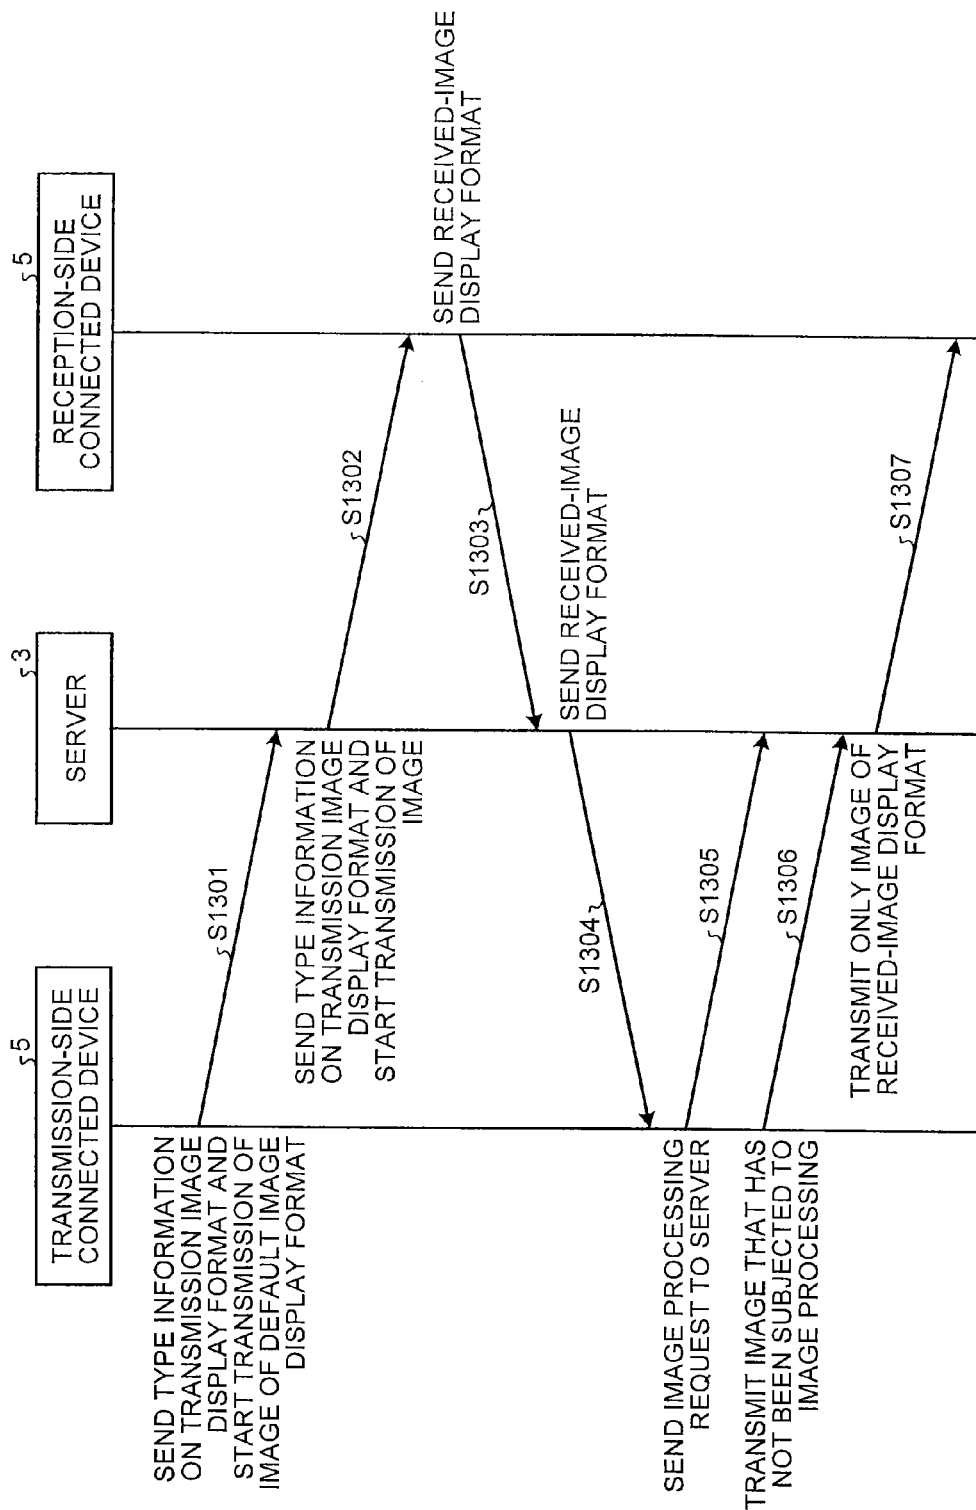 5
TRANSMISSION-SIDE
CONNECTED DEVICE
3
SERVER
5
RECEPTION-SIDE
CONNECTED DEVICE
SEND TYPE INFORMATION
ON TRANSMISSION IMAGE
DISPLAY FORMAT AND
START TRANSMISSION OF
IMAGE OF DEFAULT IMAGE
DISPLAY FORMAT
S1301
SEND TYPE INFORMATION
ON TRANSMISSION IMAGE
DISPLAY FORMAT AND
START TRANSMISSION OF
IMAGE
S1302
SEND RECEIVED-IMAGE
DISPLAY FORMAT
S1303
SEND RECEIVED-IMAGE
DISPLAY FORMAT
S1304
SEND IMAGE PROCESSING
REQUEST TO SERVER
S1305
TRANSMIT IMAGE THAT HAS
NOT BEEN SUBJECTED TO
IMAGE PROCESSING
S1306
TRANSMIT ONLY IMAGE OF
RECEIVED-IMAGE DISPLAY
FORMAT
S1307